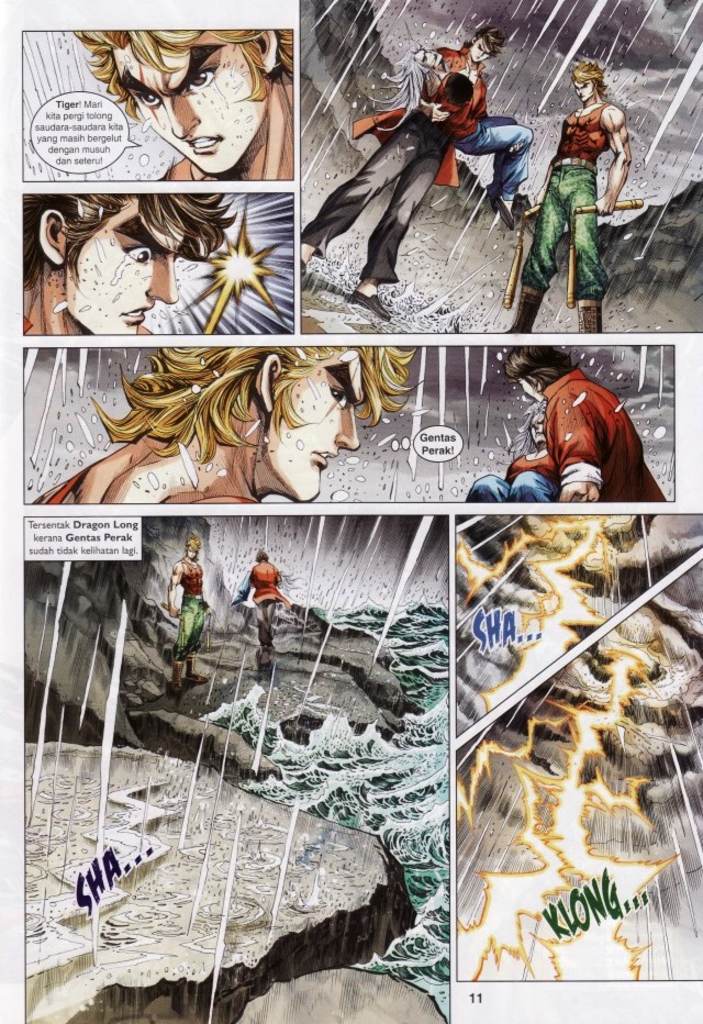 Tiger! Mari
kita pergi tolong
saudara-saudara kita
yang masih bergelut
dengan musuh
dan seteru!
Gentas
Perak!
Tersentak Dragon Long
kerana Gentas Perak
sudah tidak kelihatan lagi.
SHA...
SHA...
KLONG...
11